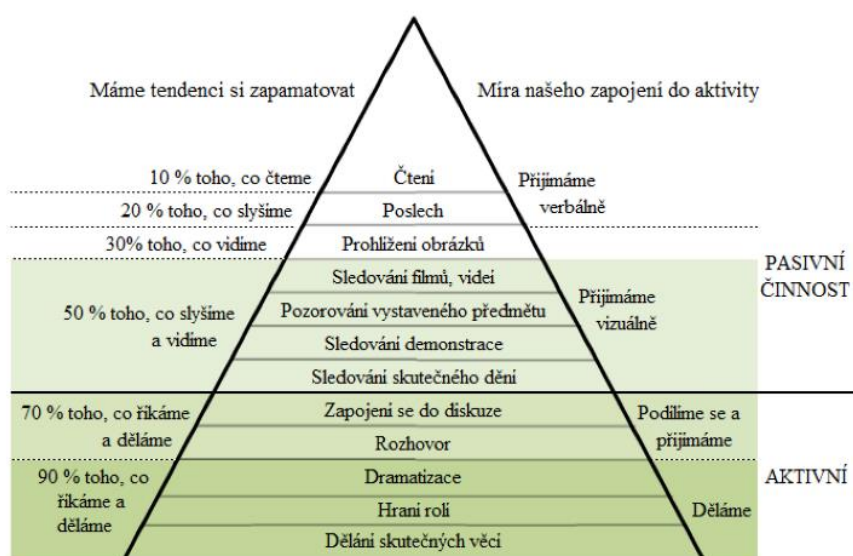 Máme tendenci si zapamatovat
Míra našeho zapojení do aktivity
10 % toho, co čteme
Čtení
Přijímáme
verbálně
20 % toho, co slyšíme
Poslech
30% toho, co vidíme
Prohlížení obrázků
50 % toho, co slyšíme
a vidíme
Sledování filmů, videí
Pozorování vystaveného předmětu
Sledování demonstrace
Sledování skutečného dění
Přijímáme
vizuálně
PASIVNÍ
ČINNOST
70 % toho, co říkáme
a děláme
Zapojení se do diskuze
Rozhovor
Podílíme se a
přijímáme
90 % toho, co
říkáme a
děláme
Dramatizace
Hraní rolí
Dělání skutečných věcí
Děláme
AKTIVNÍ